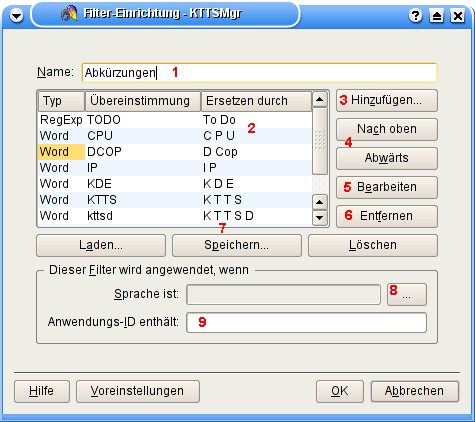 Filter-Einrichtung - KTTSMgr
Name: Abkürzungen 1
Typ Übereinstimmung Ersetzen durch
RegExp TODO To Do
Word CPU C P U
Word DCOP D Cop
Word IP I P
Word KDE K D E
Word KTTS K T T S
Word kttsd K T T S D
2
3 Hinzufügen...
Nach oben
4
Abwärts
5 Bearbeiten
6 Entfernen
7
Laden... Speichern... Löschen
Dieser Filter wird angewendet, wenn
Sprache ist: 8 ...
Anwendungs-ID enthält: 9
Hilfe Voreinstellungen OK Abbrechen